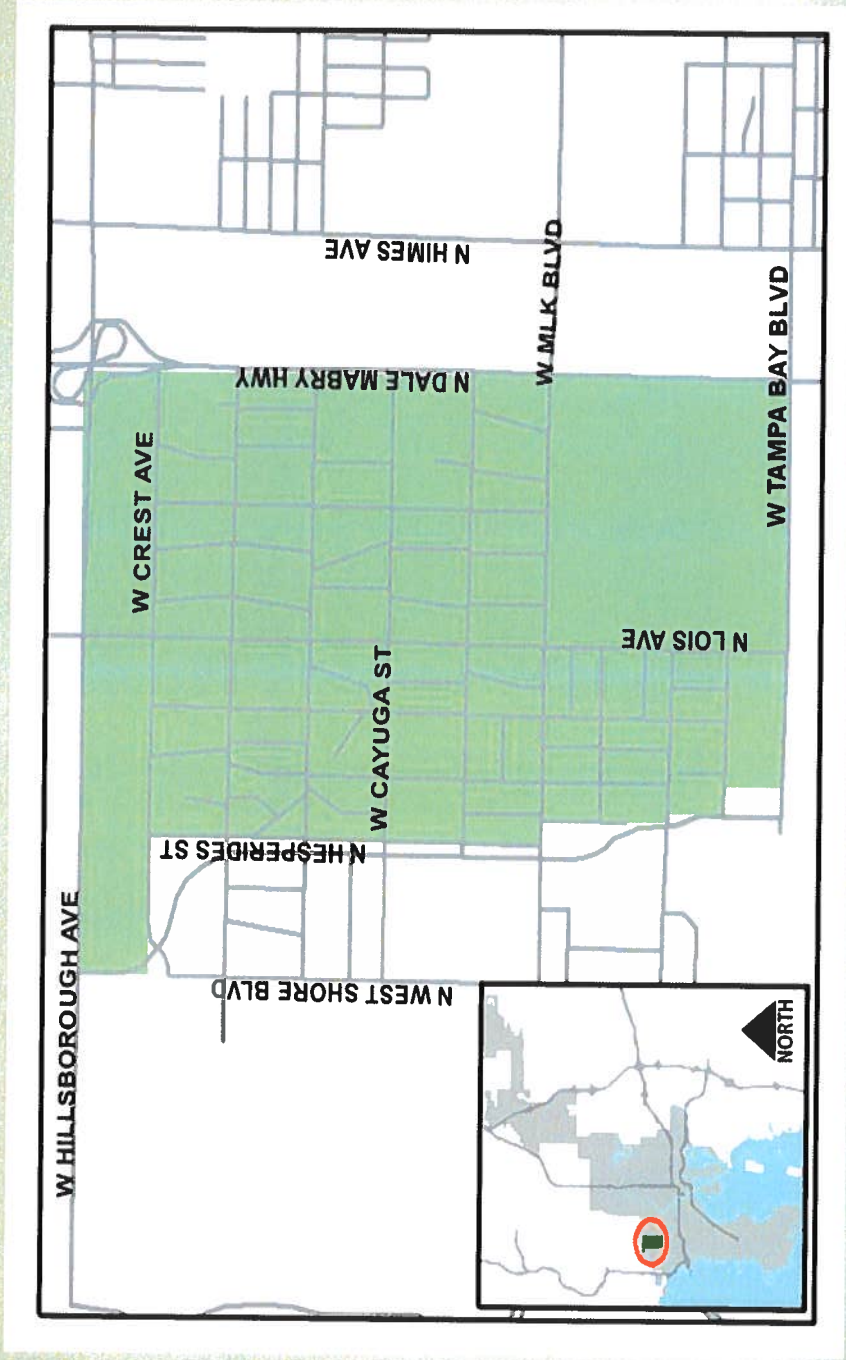 W HILLSBOROUGH AVE
W CREST AVE
N HESPERIDES ST
N WEST SHORE BLVD
W CAYUGA ST
N LOIS AVE
N DALE MABRY HWY
N HIMES AVE
W MLK BLVD
W TAMPA BAY BLVD
NORTH